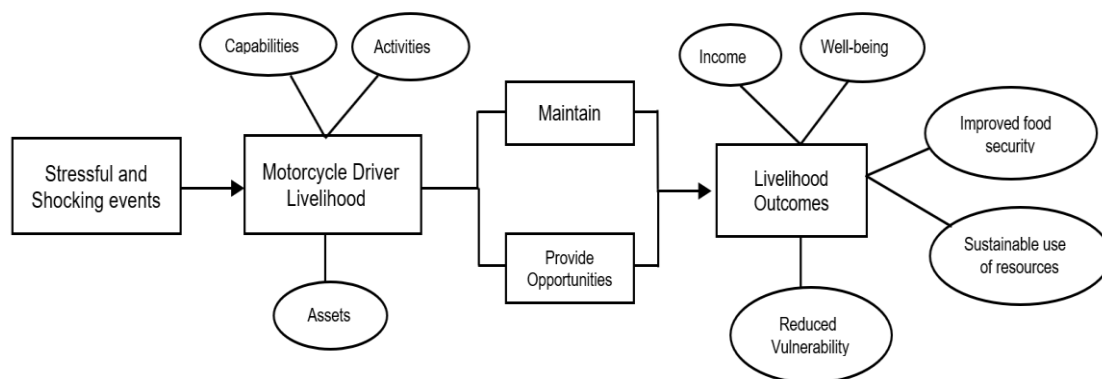 Capabilities
Activities
Income
Well-being
Stressful and
Shocking events
Motorcycle Driver
Livelihood
Assets
Maintain
Provide
Opportunities
Livelihood
Outcomes
Improved food
security
Sustainable use
of resources
Reduced
Vulnerability